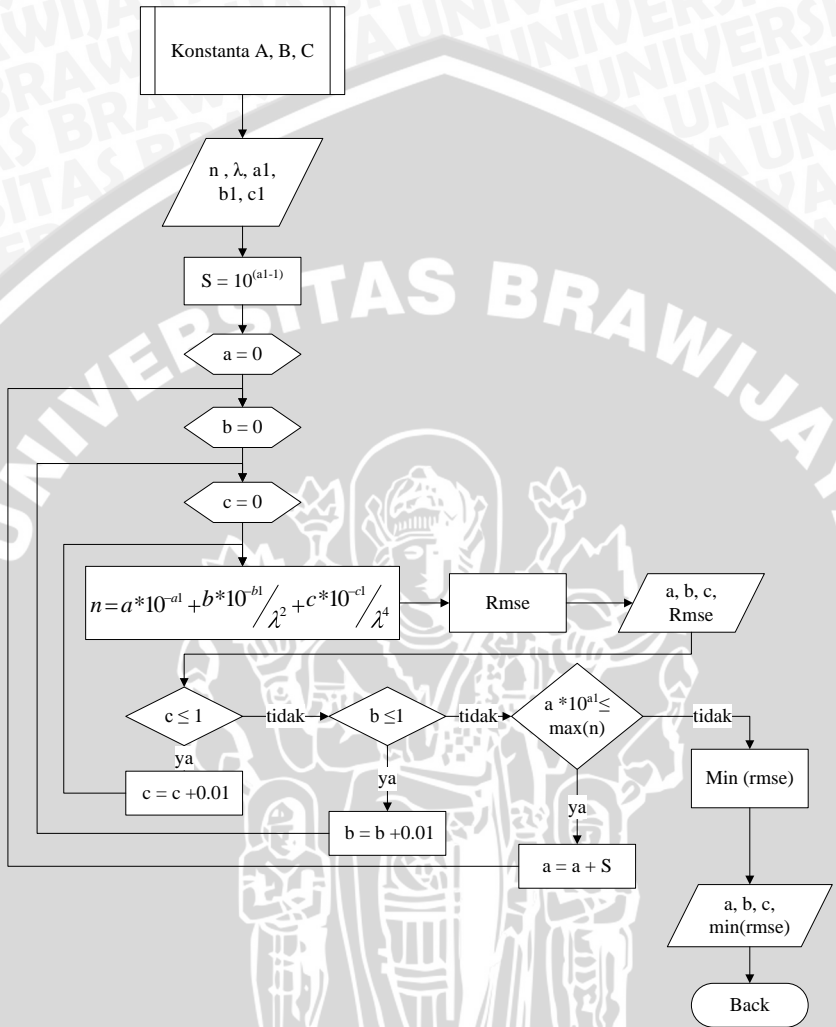 Konstanta A, B, C
n , λ, a1,
b1, c1
S = 10^(a1-1)
a = 0
b = 0
c = 0
n = a*10^-a1 + b*10^-b1/λ^2 + c*10^-c1/λ^4
Rmse
a, b, c,
Rmse
c ≤ 1
tidak
b ≤1
tidak
a *10^a1≤
max(n)
tidak
ya
c = c +0.01
ya
b = b +0.01
ya
a = a + S
Min (rmse)
a, b, c,
min(rmse)
Back
UNIVERSITAS BRAWIJAYA